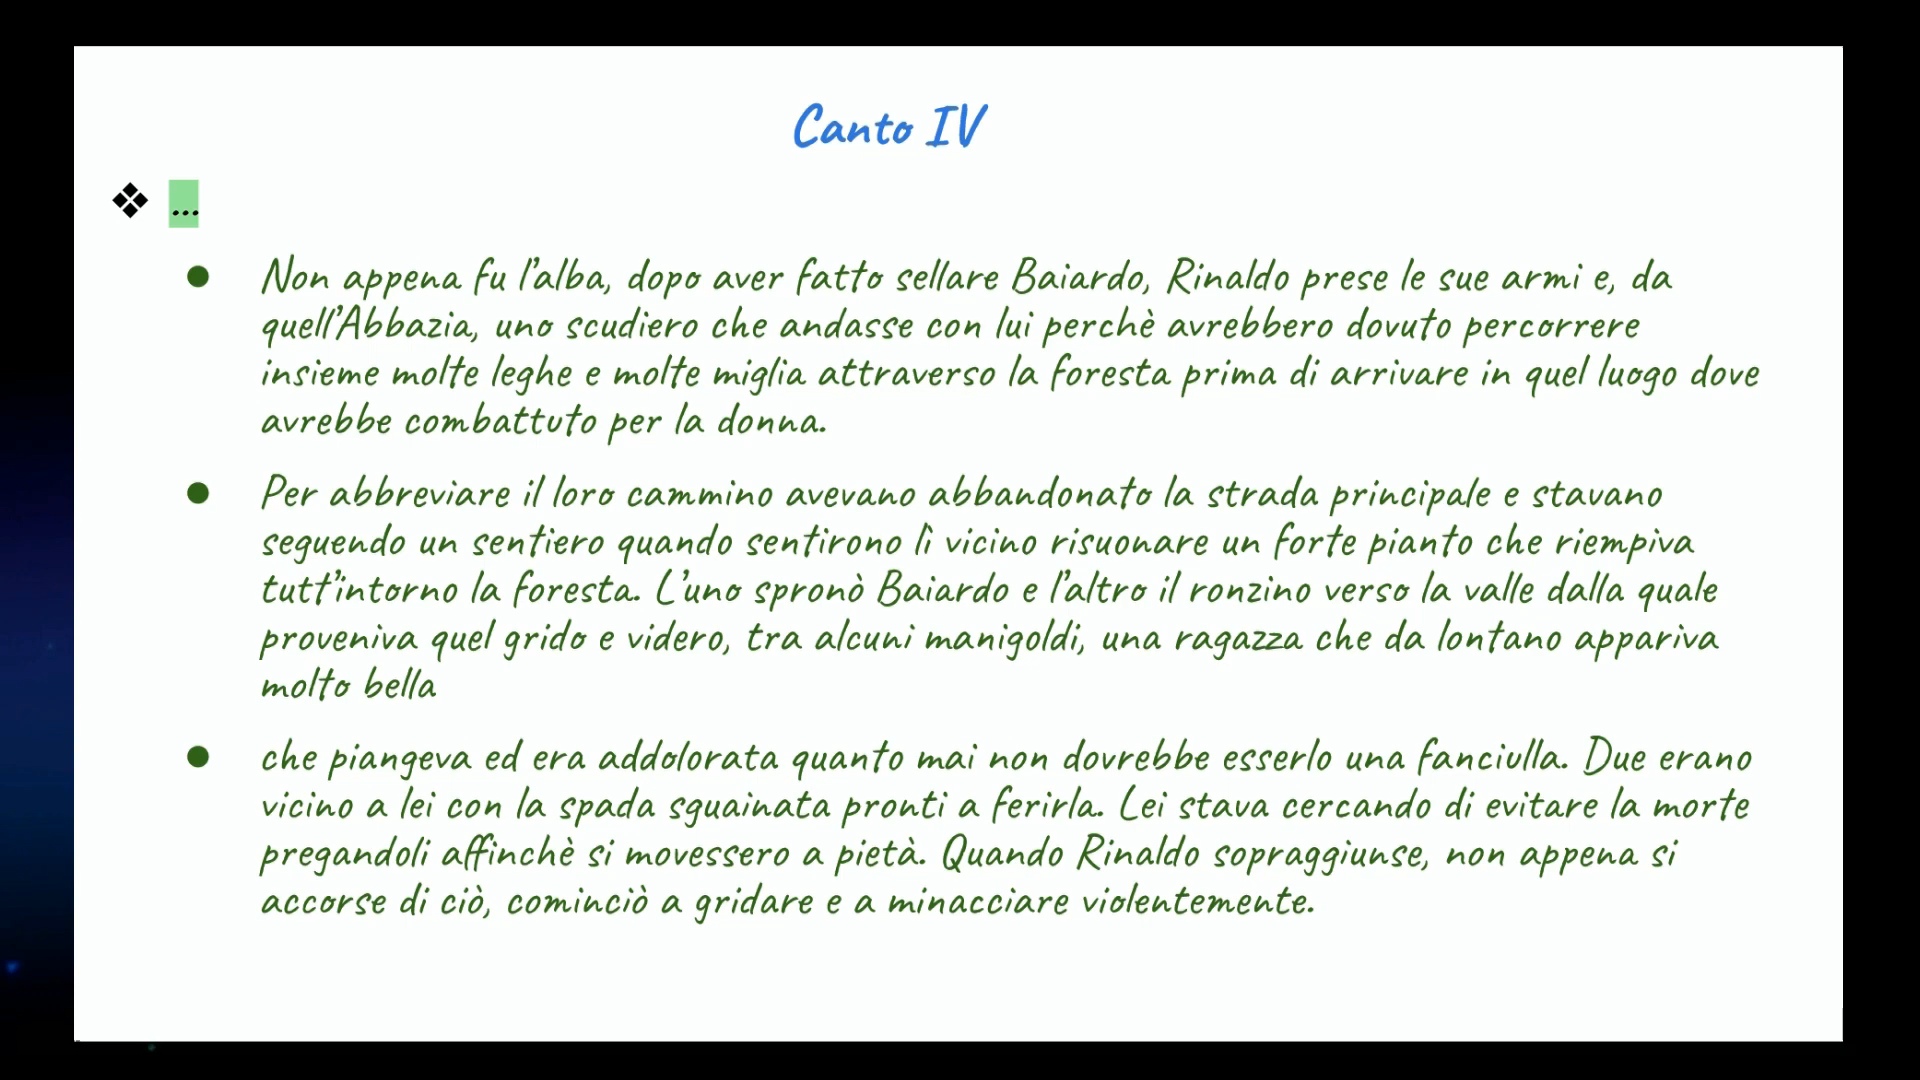 Canto IV
❖ ...
● Non appena fu l'alba, dopo aver fatto sellare Baiardo, Rinaldo prese le sue armi e, da
quell'Abbazia, uno scudiero che andasse con lui perchè avrebbero dovuto percorrere
insieme molte leghe e molte miglia attraverso la foresta prima di arrivare in quel luogo dove
avrebbe combattuto per la donna.
● Per abbreviare il loro cammino avevano abbandonato la strada principale e stavano
seguendo un sentiero quando sentirono lì vicino risuonare un forte pianto che riempiva
tutt'intorno la foresta. L'uno spronò Baiardo e l'altro il ronzino verso la valle dalla quale
proveniva quel grido e videro, tra alcuni manigoldi, una ragazza che da lontano appariva
molto bella
● che piangeva ed era addolorata quanto mai non dovrebbe esserlo una fanciulla. Due erano
vicino a lei con la spada sguainata pronti a ferirla. Lei stava cercando di evitare la morte
pregandoli affinchè si movessero a pietà. Quando Rinaldo sopraggiunse, non appena si
accorse di ciò, cominciò a gridare e a minacciare violentemente.